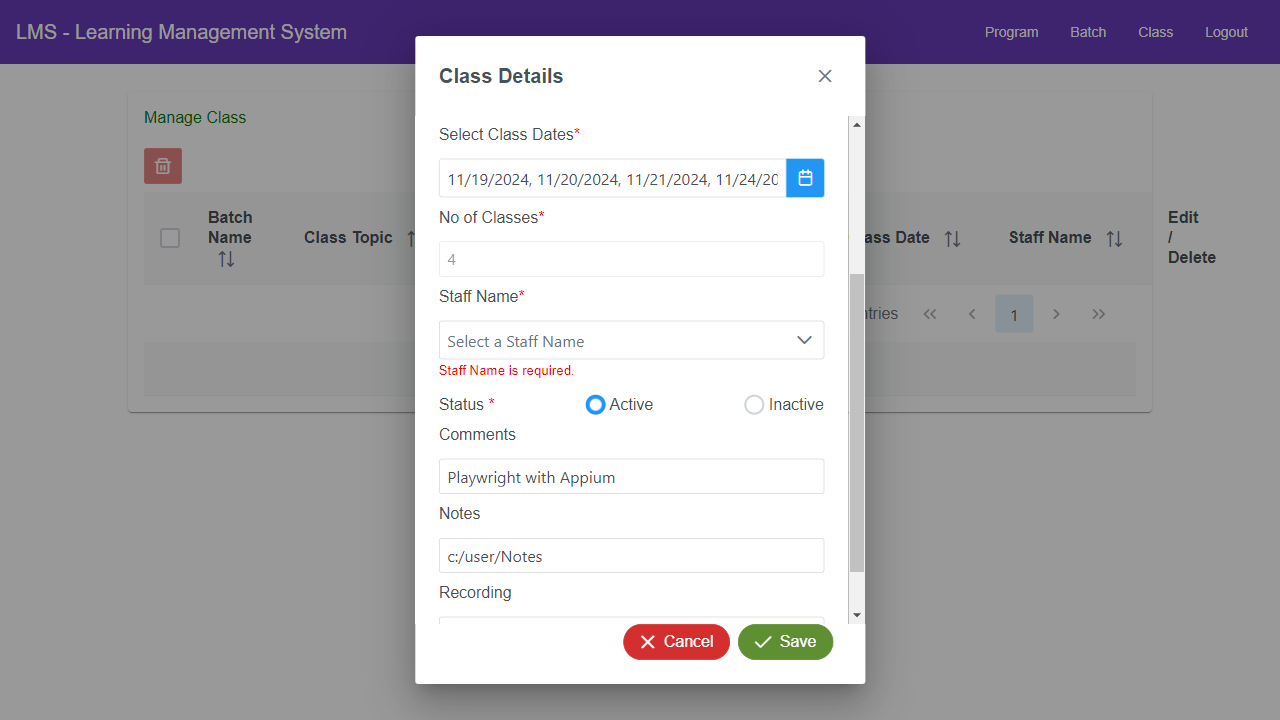 LMS - Learning Management System
Program
Batch
Class
Logout
Manage Class
Batch Name
Class Topic
Date
Staff Name
Edit / Delete
1
Class Details
Select Class Dates*
11/19/2024, 11/20/2024, 11/21/2024, 11/24/20
No of Classes*
4
Staff Name*
Select a Staff Name
Staff Name is required.
Status *
Active
Inactive
Comments
Playwright with Appium
Notes
c:/user/Notes
Recording
Cancel
Save